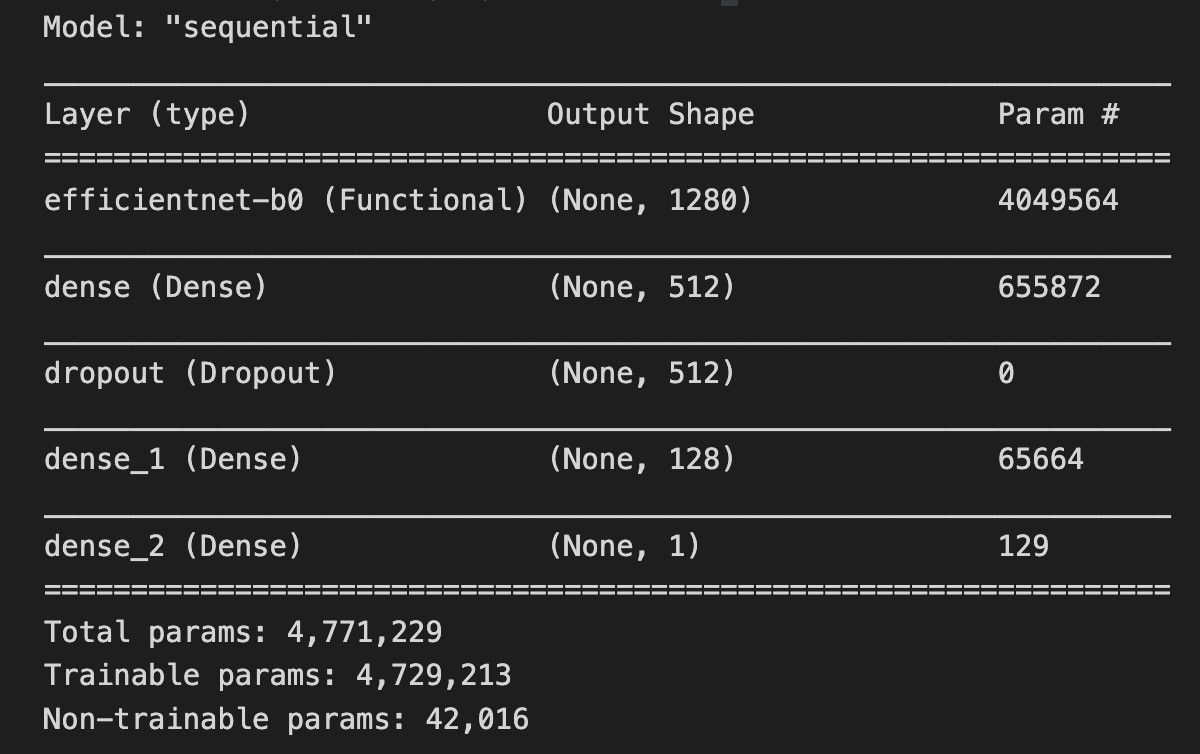 Model: "sequential"
Layer (type) Output Shape Param #
efficientnet-b0 (Functional) (None, 1280) 4049564
dense (Dense) (None, 512) 655872
dropout (Dropout) (None, 512) 0
dense_1 (Dense) (None, 128) 65664
dense_2 (Dense) (None, 1) 129
Total params: 4,771,229
Trainable params: 4,729,213
Non-trainable params: 42,016